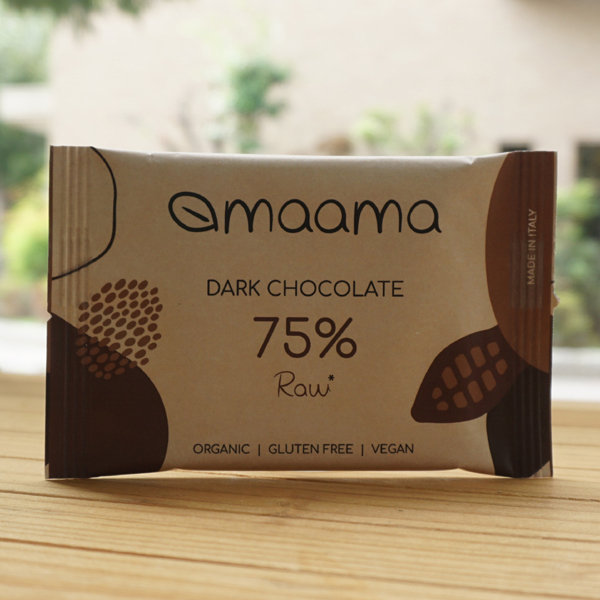 maama
DARK CHOCOLATE
75%
Raw*
ORGANIC | GLUTEN FREE | VEGAN
MADE IN ITALY